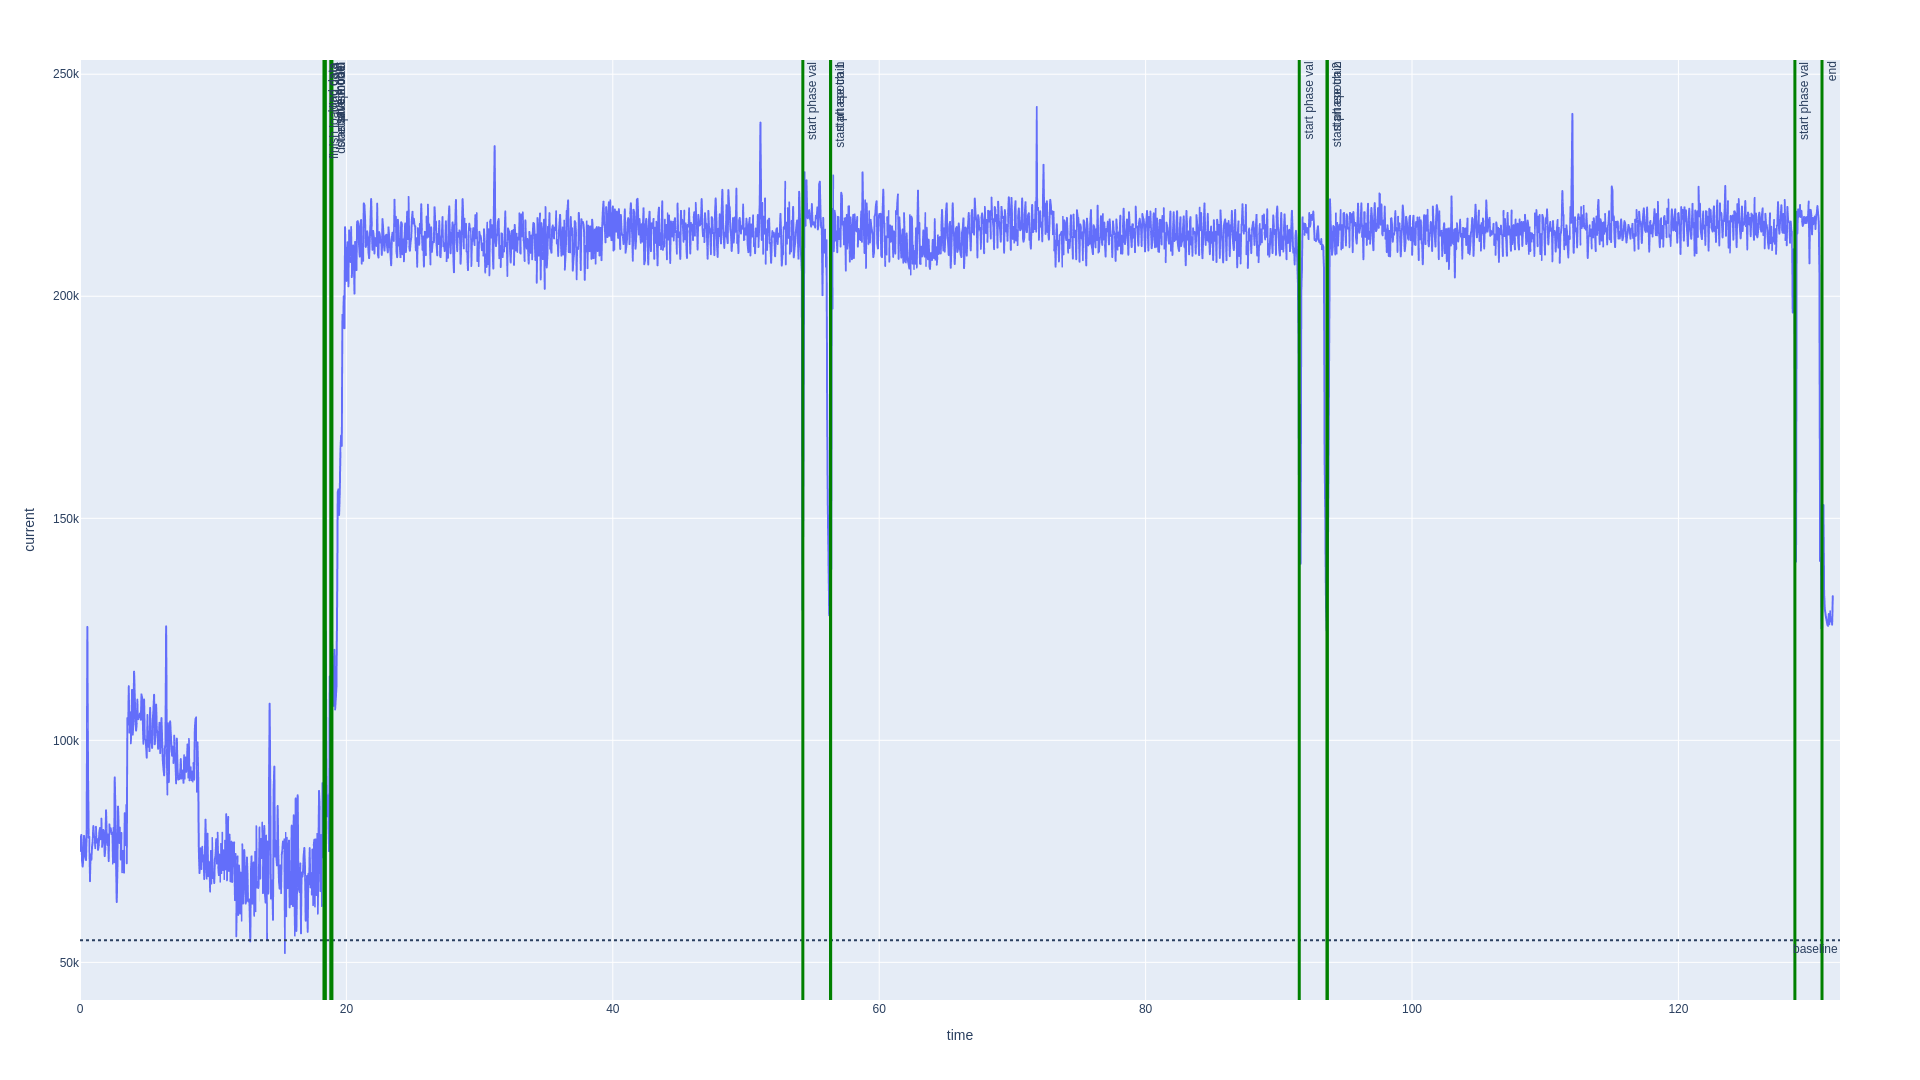 250k
200k
150k
100k
50k
current
0
20
40
60
80
100
120
time
start phase val
start phase val
start phase val
end
baseline